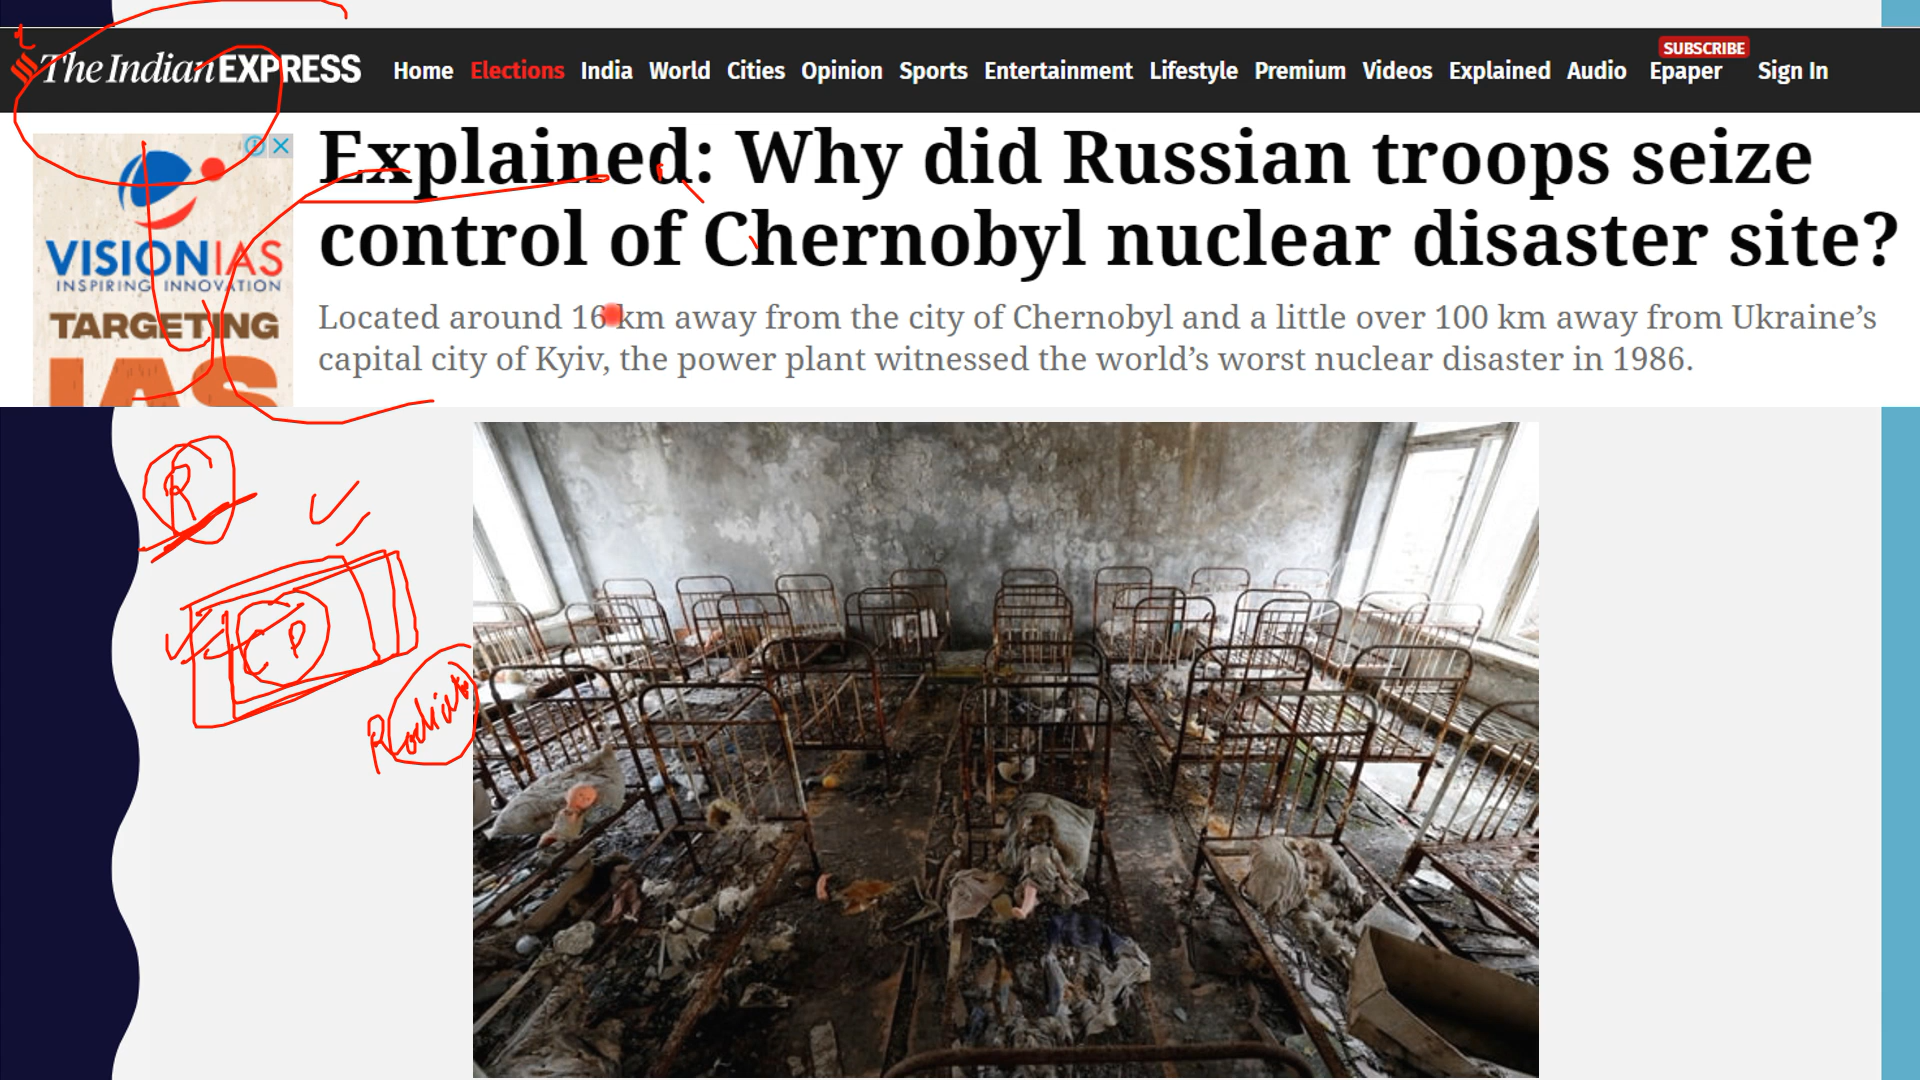 The Indian EXPRESS Home Elections India World Cities Opinion Sports Entertainment Lifestyle Premium Videos Explained Audio Epaper Sign In
SUBSCRIBE
Explained: Why did Russian troops seize
control of Chernobyl nuclear disaster site?
Located around 16 km away from the city of Chernobyl and a little over 100 km away from Ukraine’s
capital city of Kyiv, the power plant witnessed the world’s worst nuclear disaster in 1986.
VISIONIAS
INSPIRING INNOVATION
TARGETING
IAS
R
CP